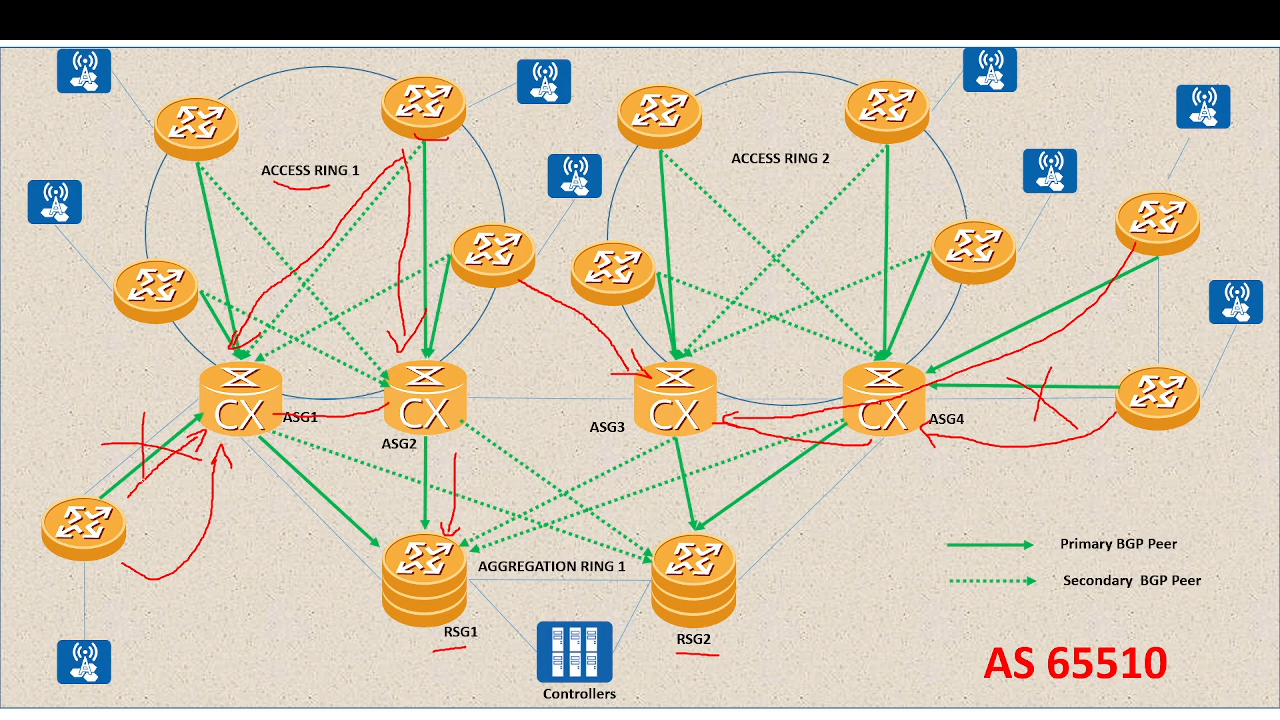 ACCESS RING 1
ACCESS RING 2
CX
ASG1
CX
ASG2
CX
ASG3
CX
ASG4
AGGREGATION RING 1
RSG1
RSG2
Controllers
Primary BGP Peer
Secondary BGP Peer
AS 65510